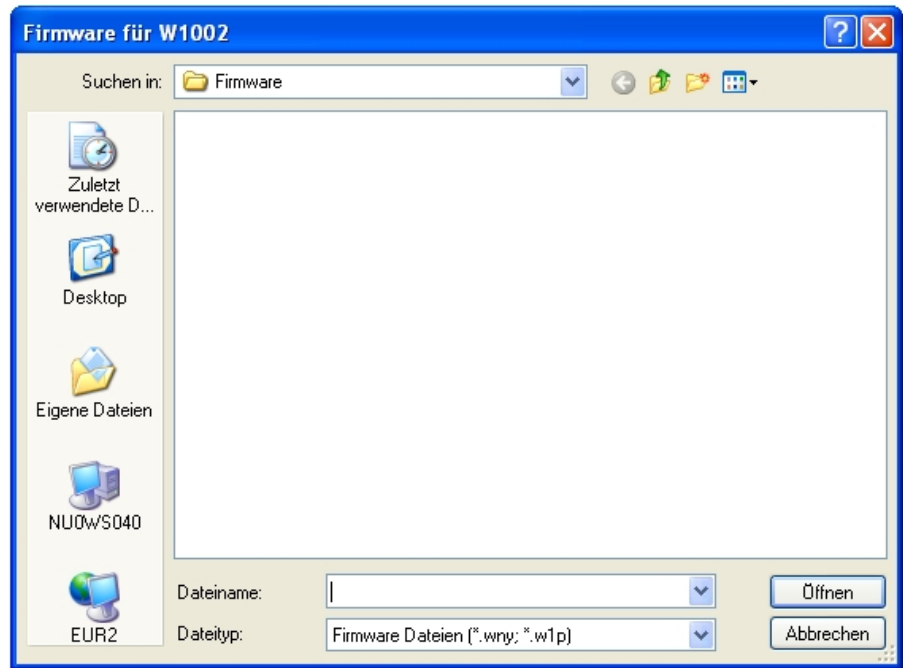 Firmware für W1002
Suchen in:
Firmware
Zuletzt
verwendete D...
Desktop
Eigene Dateien
NU0WS040
EUR2
Dateiname:
Öffnen
Dateityp:
Firmware Dateien (*.wny; *.w1p)
Abbrechen